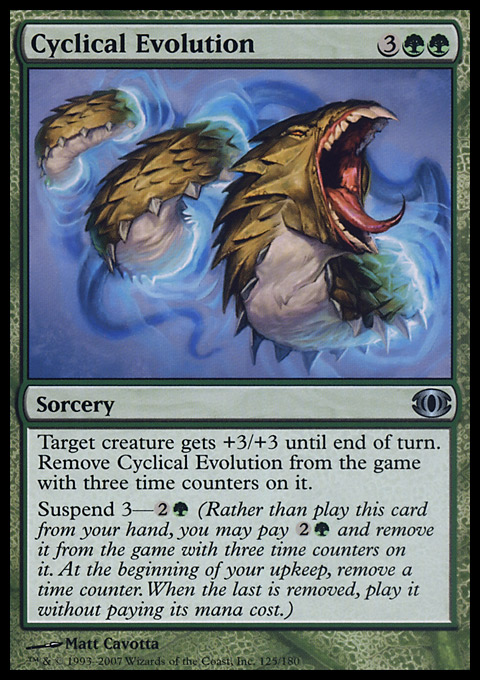 Cyclical Evolution 3
Sorcery
Target creature gets +3/+3 until end of turn.
Remove Cyclical Evolution from the game
with three time counters on it.
Suspend 3—2 (Rather than play this card
from your hand, you may pay 2 and remove
it from the game with three time counters on
it. At the beginning of your upkeep, remove a
time counter. When the last is removed, play it
without paying its mana cost.)
Matt Cavotta
™ & © 1993–2007 Wizards of the Coast, Inc. 125/180